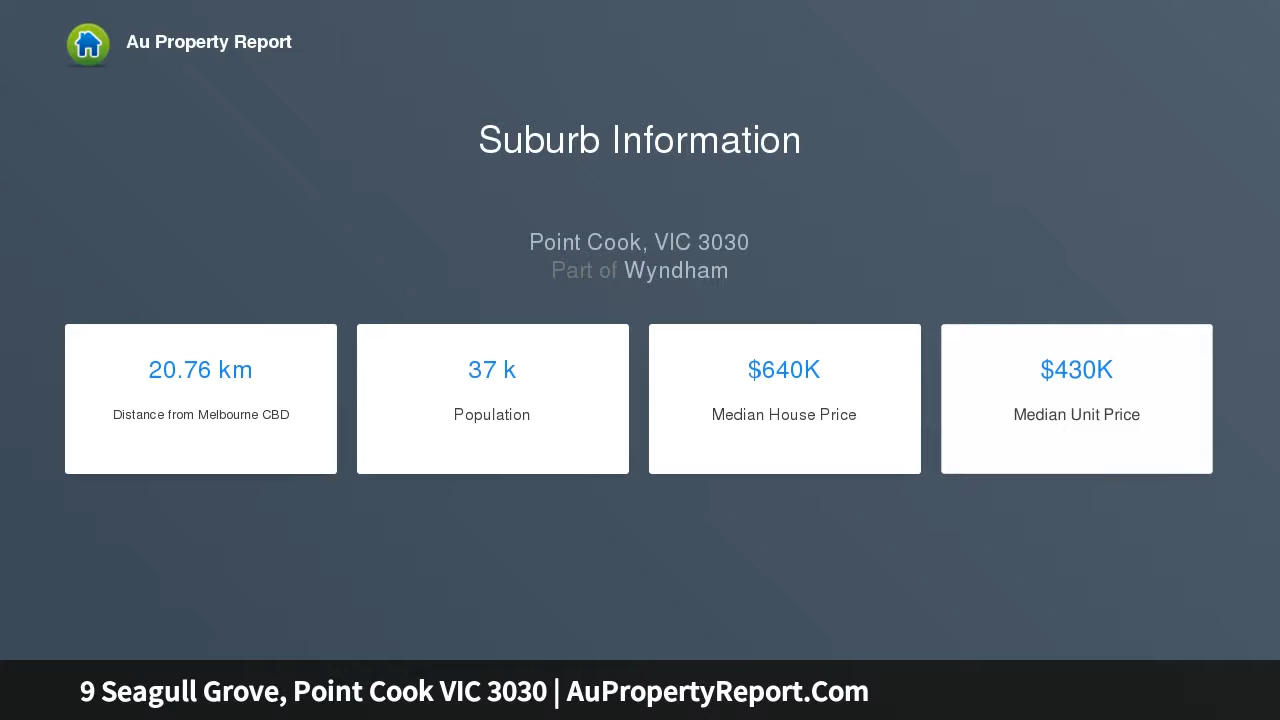 Au Property Report
Suburb Information
Point Cook, VIC 3030
Part of Wyndham
20.76 km
Distance from Melbourne CBD
37 k
Population
$640K
Median House Price
$430K
Median Unit Price
9 Seagull Grove, Point Cook VIC 3030 | AuPropertyReport.Com